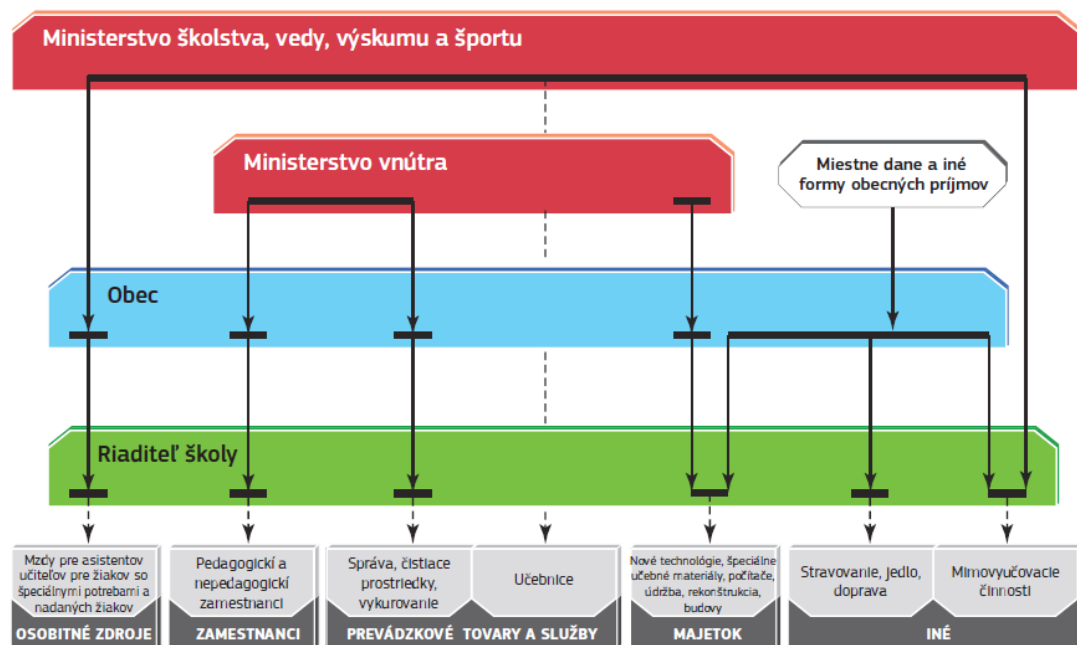 Ministerstvo školstva, vedy, výskumu a športu
Ministerstvo vnútra
Miestne dane a iné
formy obecných príjmov
Obec
Riaditeľ školy
Mzdy pre asistentov
učiteľov pre žiakov so
špeciálnymi potrebami a
nadaných žiakov
OSOBITNÉ ZDROJE
Pedagogickí a
nepedagogickí
zamestnanci
ZAMESTNANCI
Správa, čistiace
prostriedky,
vykurovanie
Učebnice
PREVÁDZKOVÉ TOVARY A SLUŽBY
Nové technológie, špeciálne
učebné materiály, počítače,
údržba, rekonštrukcia,
budovy
MAJETOK
Stravovanie, jedlo,
doprava
Mimovyučovacie
činnosti
INÉ